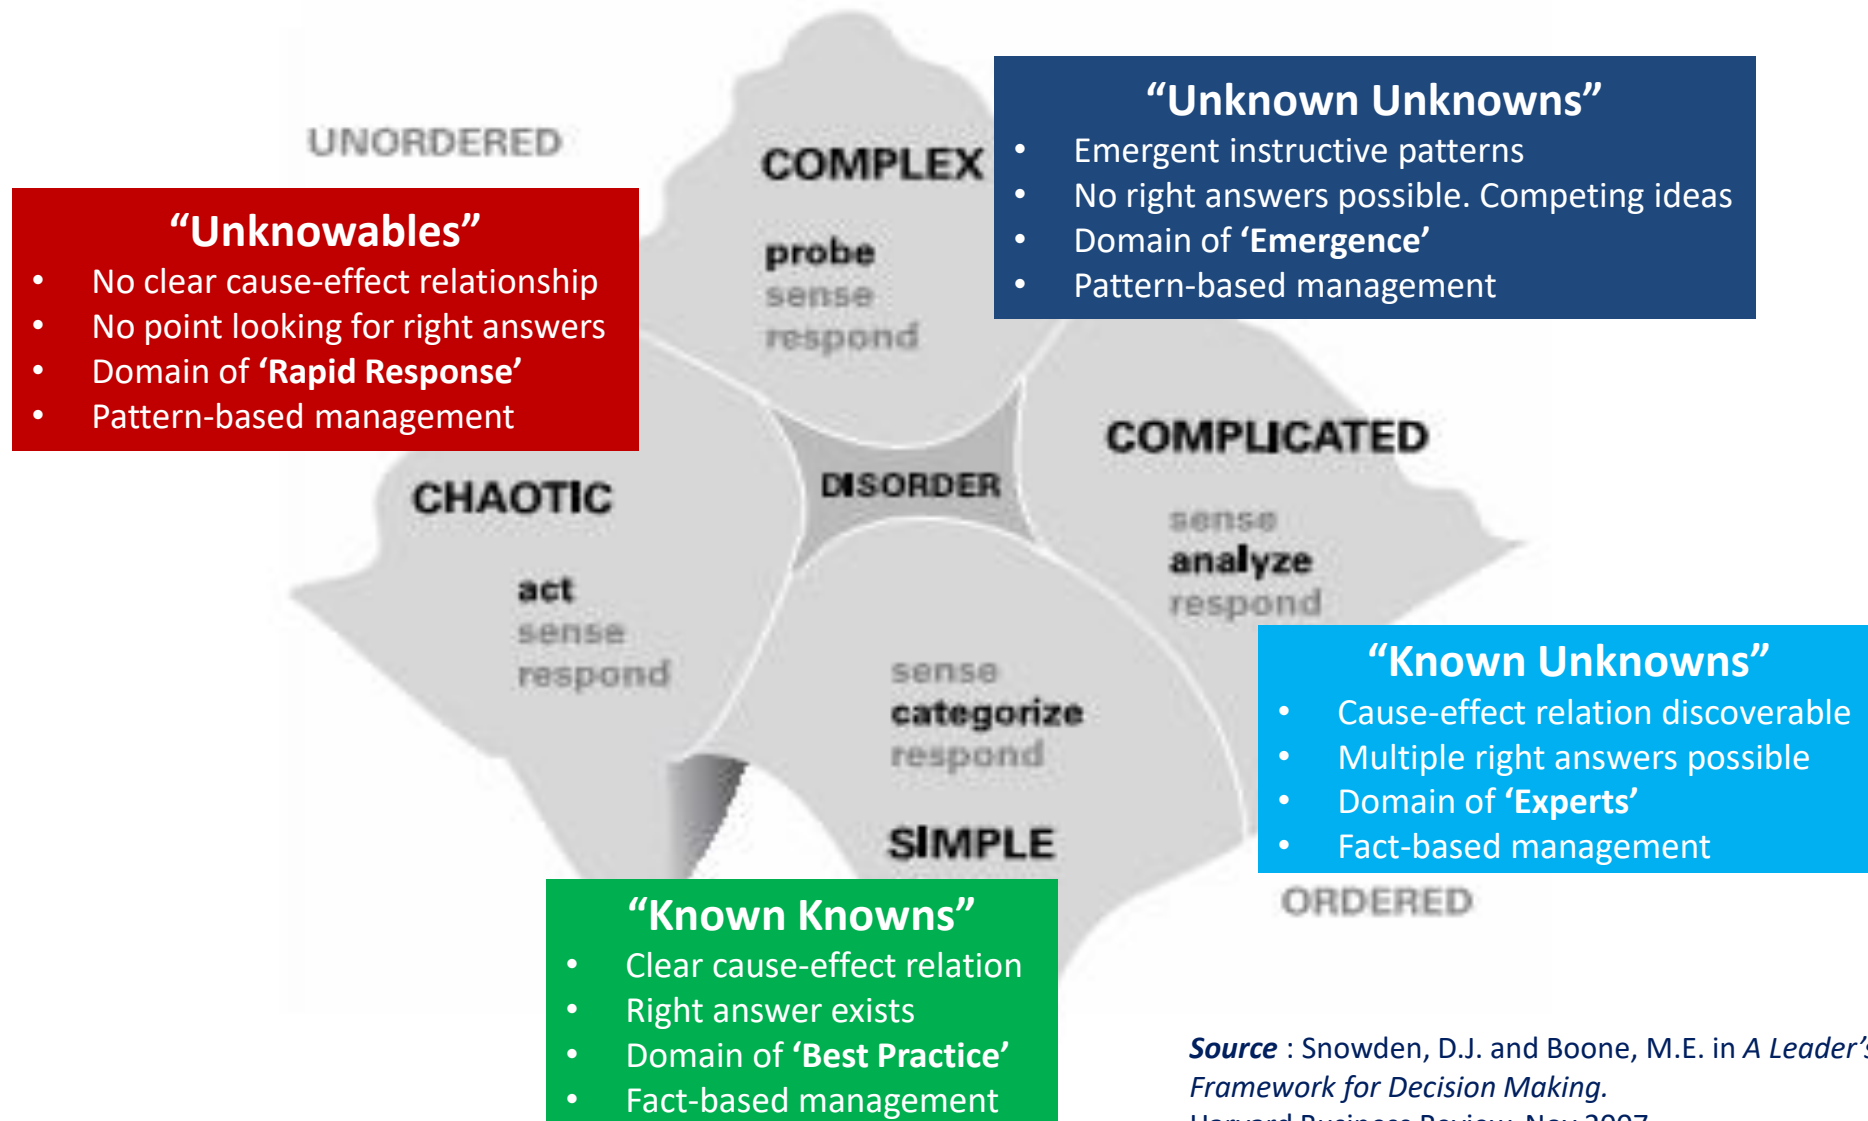 UNORDERED
COMPLEX
probe
sense
respond
“Unknown Unknowns”
• Emergent instructive patterns
• No right answers possible. Competing ideas
• Domain of ‘Emergence’
• Pattern-based management
“Unknowables”
• No clear cause-effect relationship
• No point looking for right answers
• Domain of ‘Rapid Response’
• Pattern-based management
CHAOTIC
act
sense
respond
DISORDER
COMPLICATED
sense
analyze
respond
“Known Unknowns”
• Cause-effect relation discoverable
• Multiple right answers possible
• Domain of ‘Experts’
• Fact-based management
ORDERED
sense
categorize
respond
SIMPLE
“Known Knowns”
• Clear cause-effect relation
• Right answer exists
• Domain of ‘Best Practice’
• Fact-based management
Source : Snowden, D.J. and Boone, M.E. in A Leader’s
Framework for Decision Making.
Harvard Business Review, Nov 2007